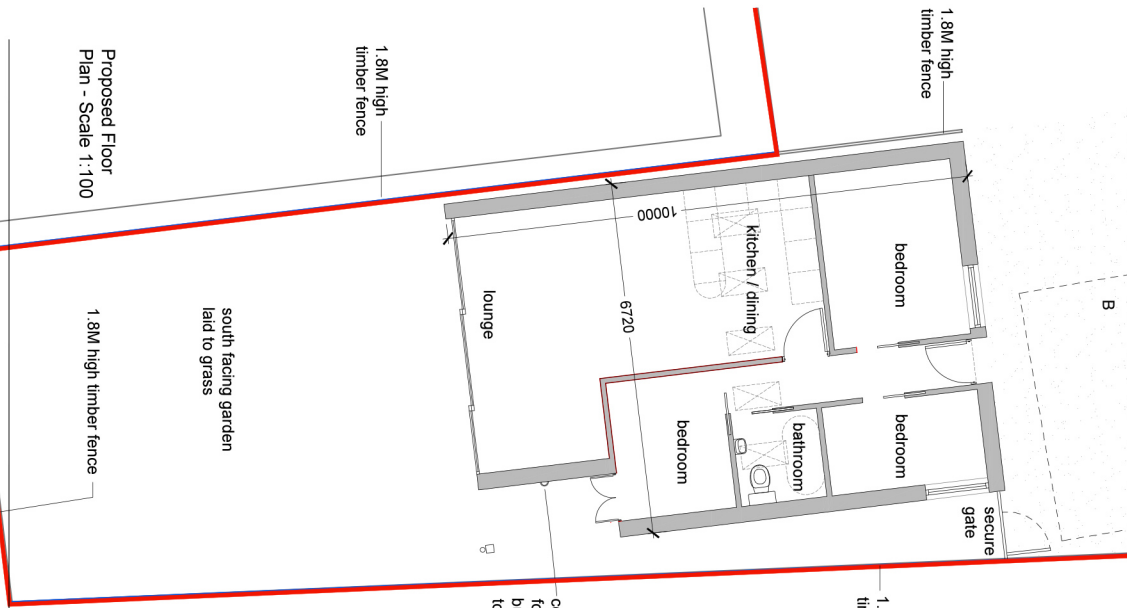 Proposed Floor
Plan - Scale 1:100
1.8M high
timber fence
1.8M high
timber fence
1.8M high timber fence
south facing garden
laid to grass
lounge
kitchen / dining
10000
6720
bedroom
bedroom
bathroom
bedroom
secure
gate
B